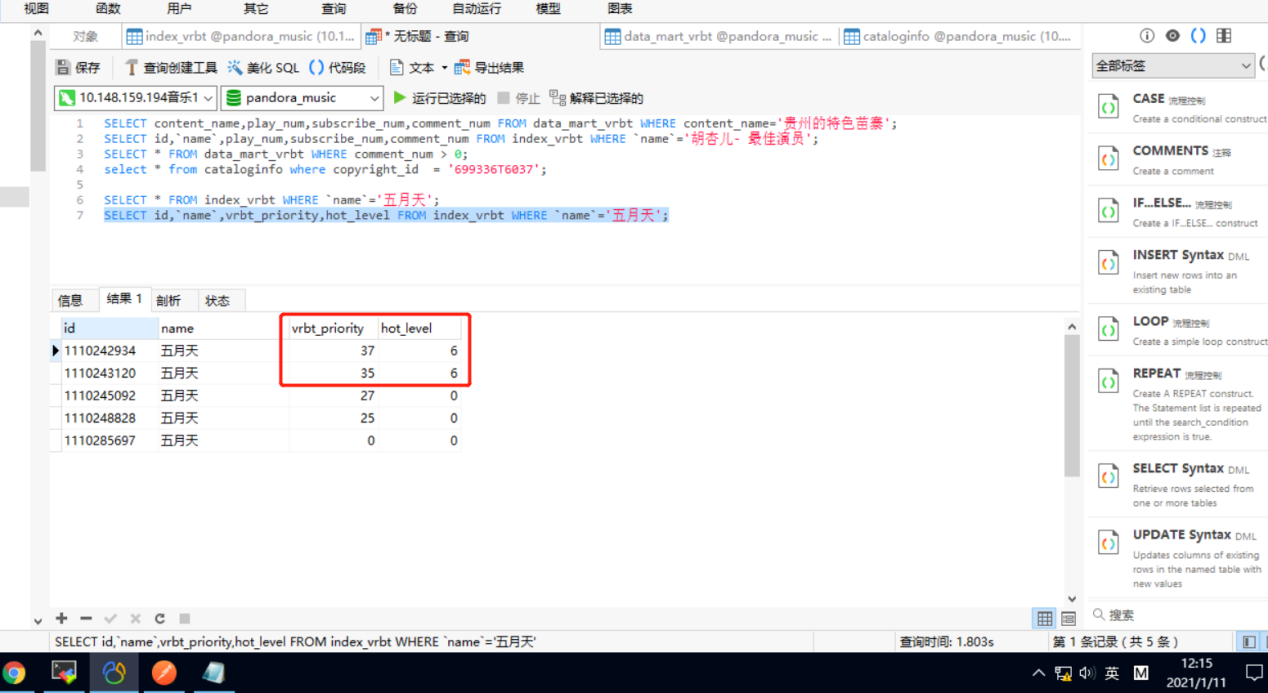 视图 函数 用户 其它 查询 备份 自动运行 模型 图表
对象 index_vrbt @pandora_music (10.1... * 无标题 - 查询 data_mart_vrbt @pandora_music ... cataloginfo @pandora_music (10....
保存 查询创建工具 美化 SQL () 代码段 文本 导出结果
10.148.159.194音乐1 pandora_music 运行已选择的 停止 解释已选择的
1 SELECT content_name,play_num,subscribe_num,comment_num FROM data_mart_vrbt WHERE content_name='贵州的特色苗寨';
2 SELECT id,`name`,play_num,subscribe_num,comment_num FROM index_vrbt WHERE `name`='胡杏儿- 最佳演员';
3 SELECT * FROM data_mart_vrbt WHERE comment_num > 0;
4 select * from cataloginfo where copyright_id = '699336T6037';
5
6 SELECT * FROM index_vrbt WHERE `name`='五月天';
7 SELECT id,`name`,vrbt_priority,hot_level FROM index_vrbt WHERE `name`='五月天';
信息 结果 1 剖析 状态
id name vrbt_priority hot_level
1110242934 五月天 37 6
1110243120 五月天 35 6
1110245092 五月天 27 0
1110248828 五月天 25 0
1110285697 五月天 0 0
SELECT id,`name`,vrbt_priority,hot_level FROM index_vrbt WHERE `name`='五月天'
查询时间: 1.803s
第 1 条记录 ( 共 5 条 )
全部标签
CASE 流程控制
Create a conditional construct
COMMENTS 注释
Create a comment
IF...ELSE... 流程控制
Create a IF...ELSE... construct
INSERT Syntax DML
Insert new rows into an
existing table
LOOP 流程控制
Create a simple loop construct
REPEAT 流程控制
Create A REPEAT construct.
The Statement list is repeated
until the search_condition
expression is true.
SELECT Syntax DML
Retrieve rows selected from
one or more tables
UPDATE Syntax DML
Updates columns of existing
rows in the named table with
new values
搜索
英 M 12:15
2021/1/11